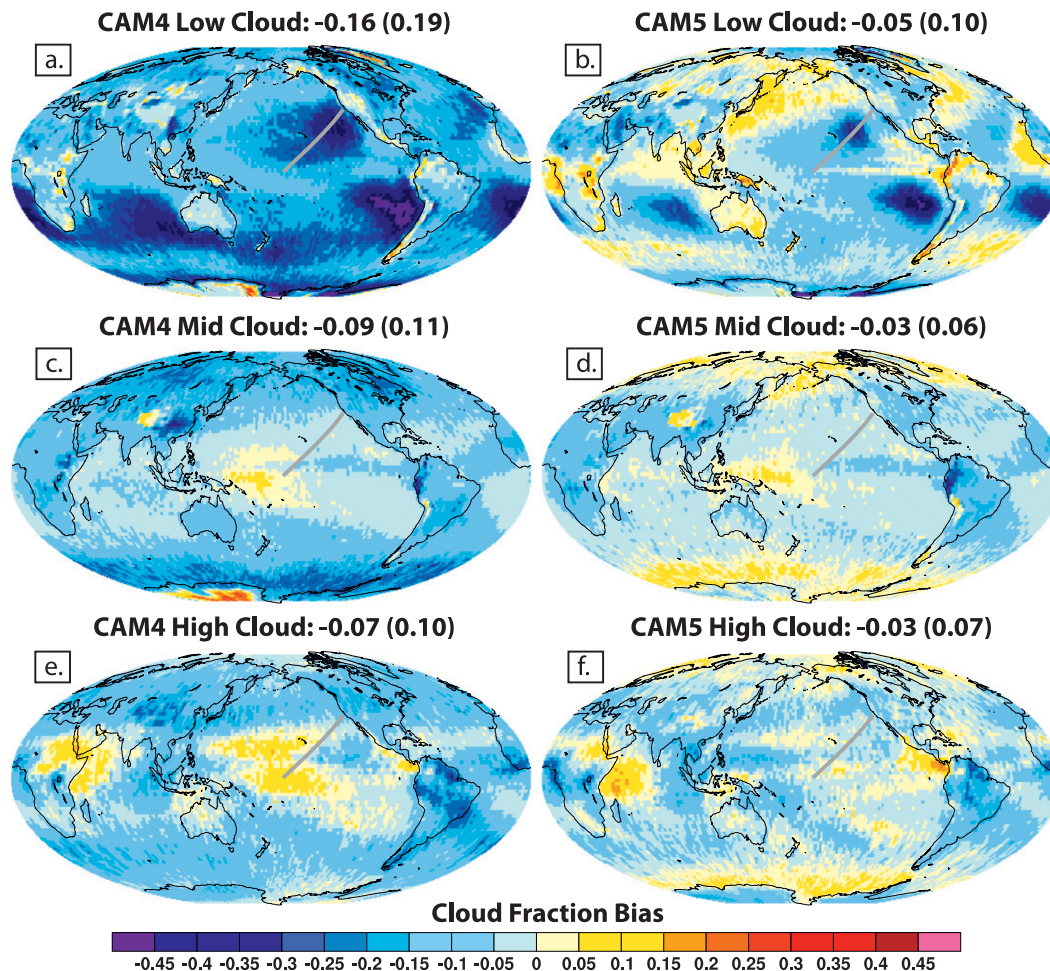 CAM4 Low Cloud: -0.16 (0.19)
CAM5 Low Cloud: -0.05 (0.10)
a.
b.
CAM4 Mid Cloud: -0.09 (0.11)
CAM5 Mid Cloud: -0.03 (0.06)
c.
d.
CAM4 High Cloud: -0.07 (0.10)
CAM5 High Cloud: -0.03 (0.07)
e.
f.
Cloud Fraction Bias
-0.45 -0.4 -0.35 -0.3 -0.25 -0.2 -0.15 -0.1 -0.05 0 0.05 0.1 0.15 0.2 0.25 0.3 0.35 0.4 0.45